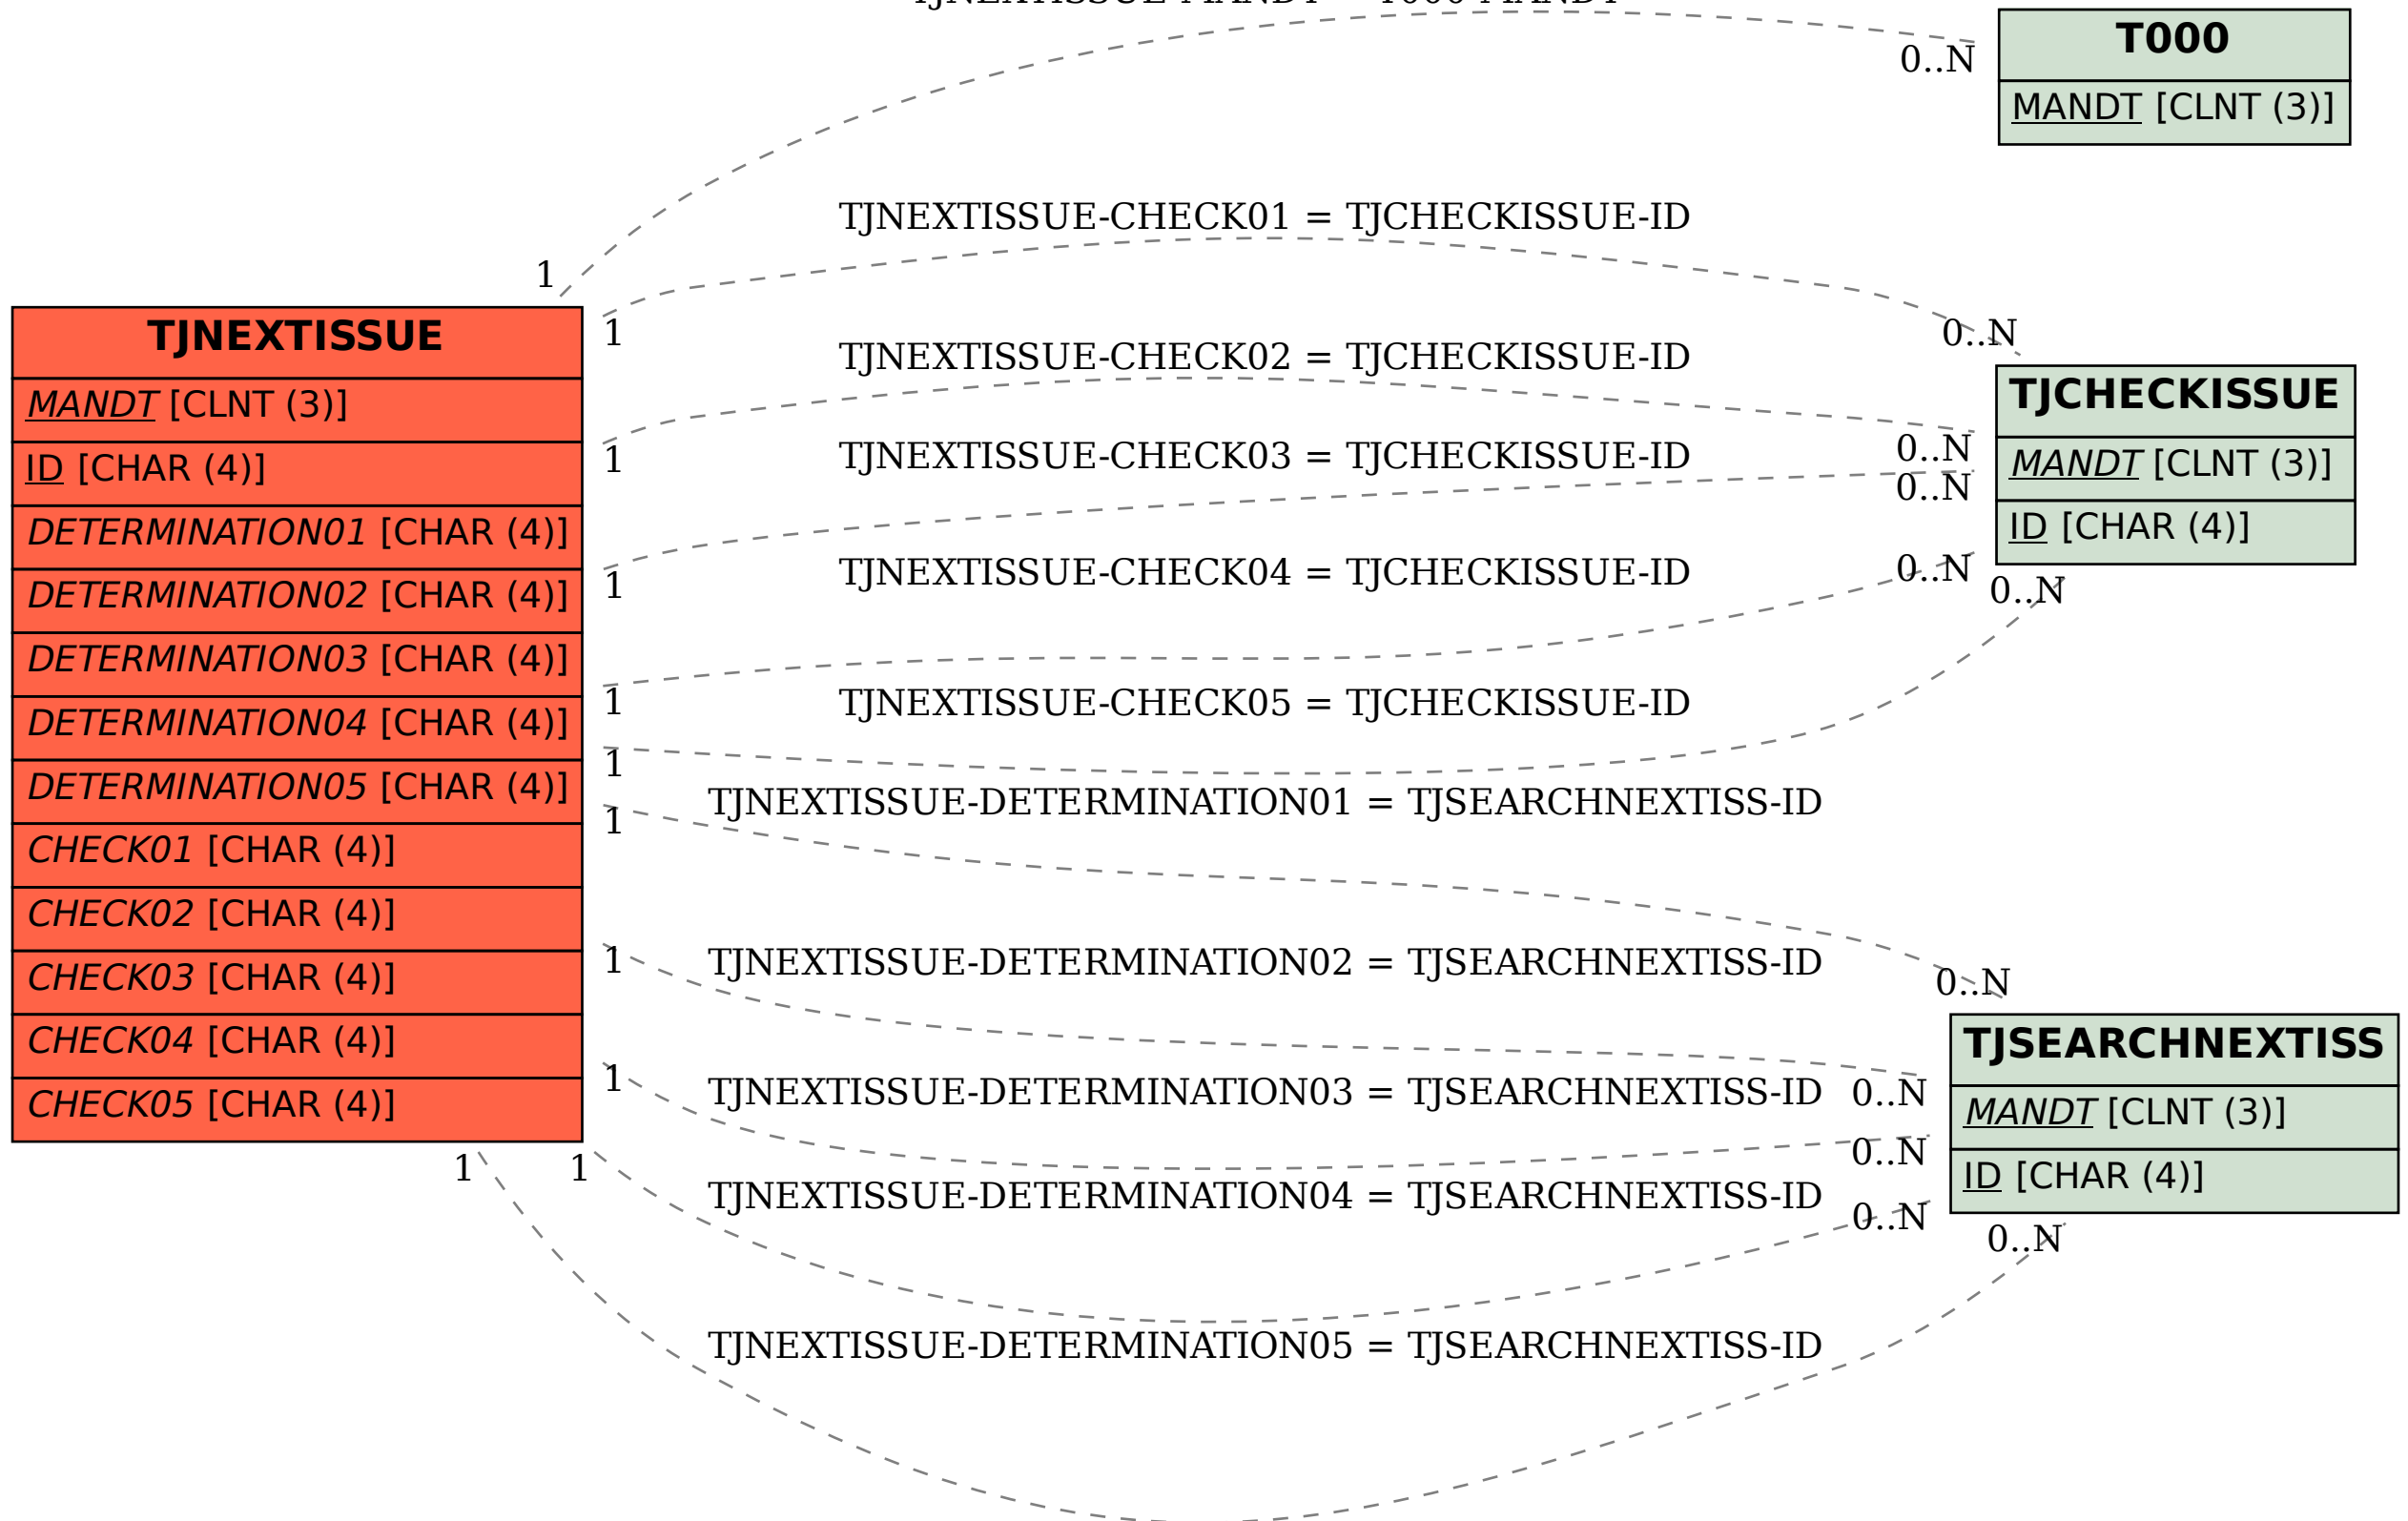 TJNEXTISSUE-MANDT = T000-MANDT
0..N
T000
MANDT [CLNT (3)]
1
TJNEXTISSUE
MANDT [CLNT (3)]
ID [CHAR (4)]
DETERMINATION01 [CHAR (4)]
DETERMINATION02 [CHAR (4)]
DETERMINATION03 [CHAR (4)]
DETERMINATION04 [CHAR (4)]
DETERMINATION05 [CHAR (4)]
CHECK01 [CHAR (4)]
CHECK02 [CHAR (4)]
CHECK03 [CHAR (4)]
CHECK04 [CHAR (4)]
CHECK05 [CHAR (4)]
TJNEXTISSUE-CHECK01 = TJCHECKISSUE-ID
1
0..N
TJNEXTISSUE-CHECK02 = TJCHECKISSUE-ID
1
0..N
TJNEXTISSUE-CHECK03 = TJCHECKISSUE-ID
1
0..N
TJNEXTISSUE-CHECK04 = TJCHECKISSUE-ID
1
0..N
TJNEXTISSUE-CHECK05 = TJCHECKISSUE-ID
1
0..N
TJCHECKISSUE
MANDT [CLNT (3)]
ID [CHAR (4)]
TJNEXTISSUE-DETERMINATION01 = TJSEARCHNEXTISS-ID
1
0..N
TJNEXTISSUE-DETERMINATION02 = TJSEARCHNEXTISS-ID
1
0..N
TJNEXTISSUE-DETERMINATION03 = TJSEARCHNEXTISS-ID
1
0..N
TJNEXTISSUE-DETERMINATION04 = TJSEARCHNEXTISS-ID
1
0..N
TJNEXTISSUE-DETERMINATION05 = TJSEARCHNEXTISS-ID
1
0..N
TJSEARCHNEXTISS
MANDT [CLNT (3)]
ID [CHAR (4)]